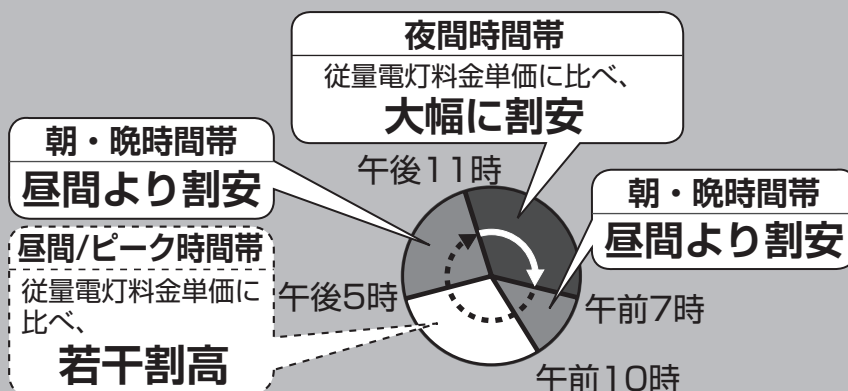 夜間時間帯
従量電灯料金単価に比べ、
大幅に割安
朝・晩時間帯
昼間より割安
午後11時
朝・晩時間帯
昼間より割安
昼間/ピーク時間帯
従量電灯料金単価に
比べ、
若干割高
午後5時
午前7時
午前10時